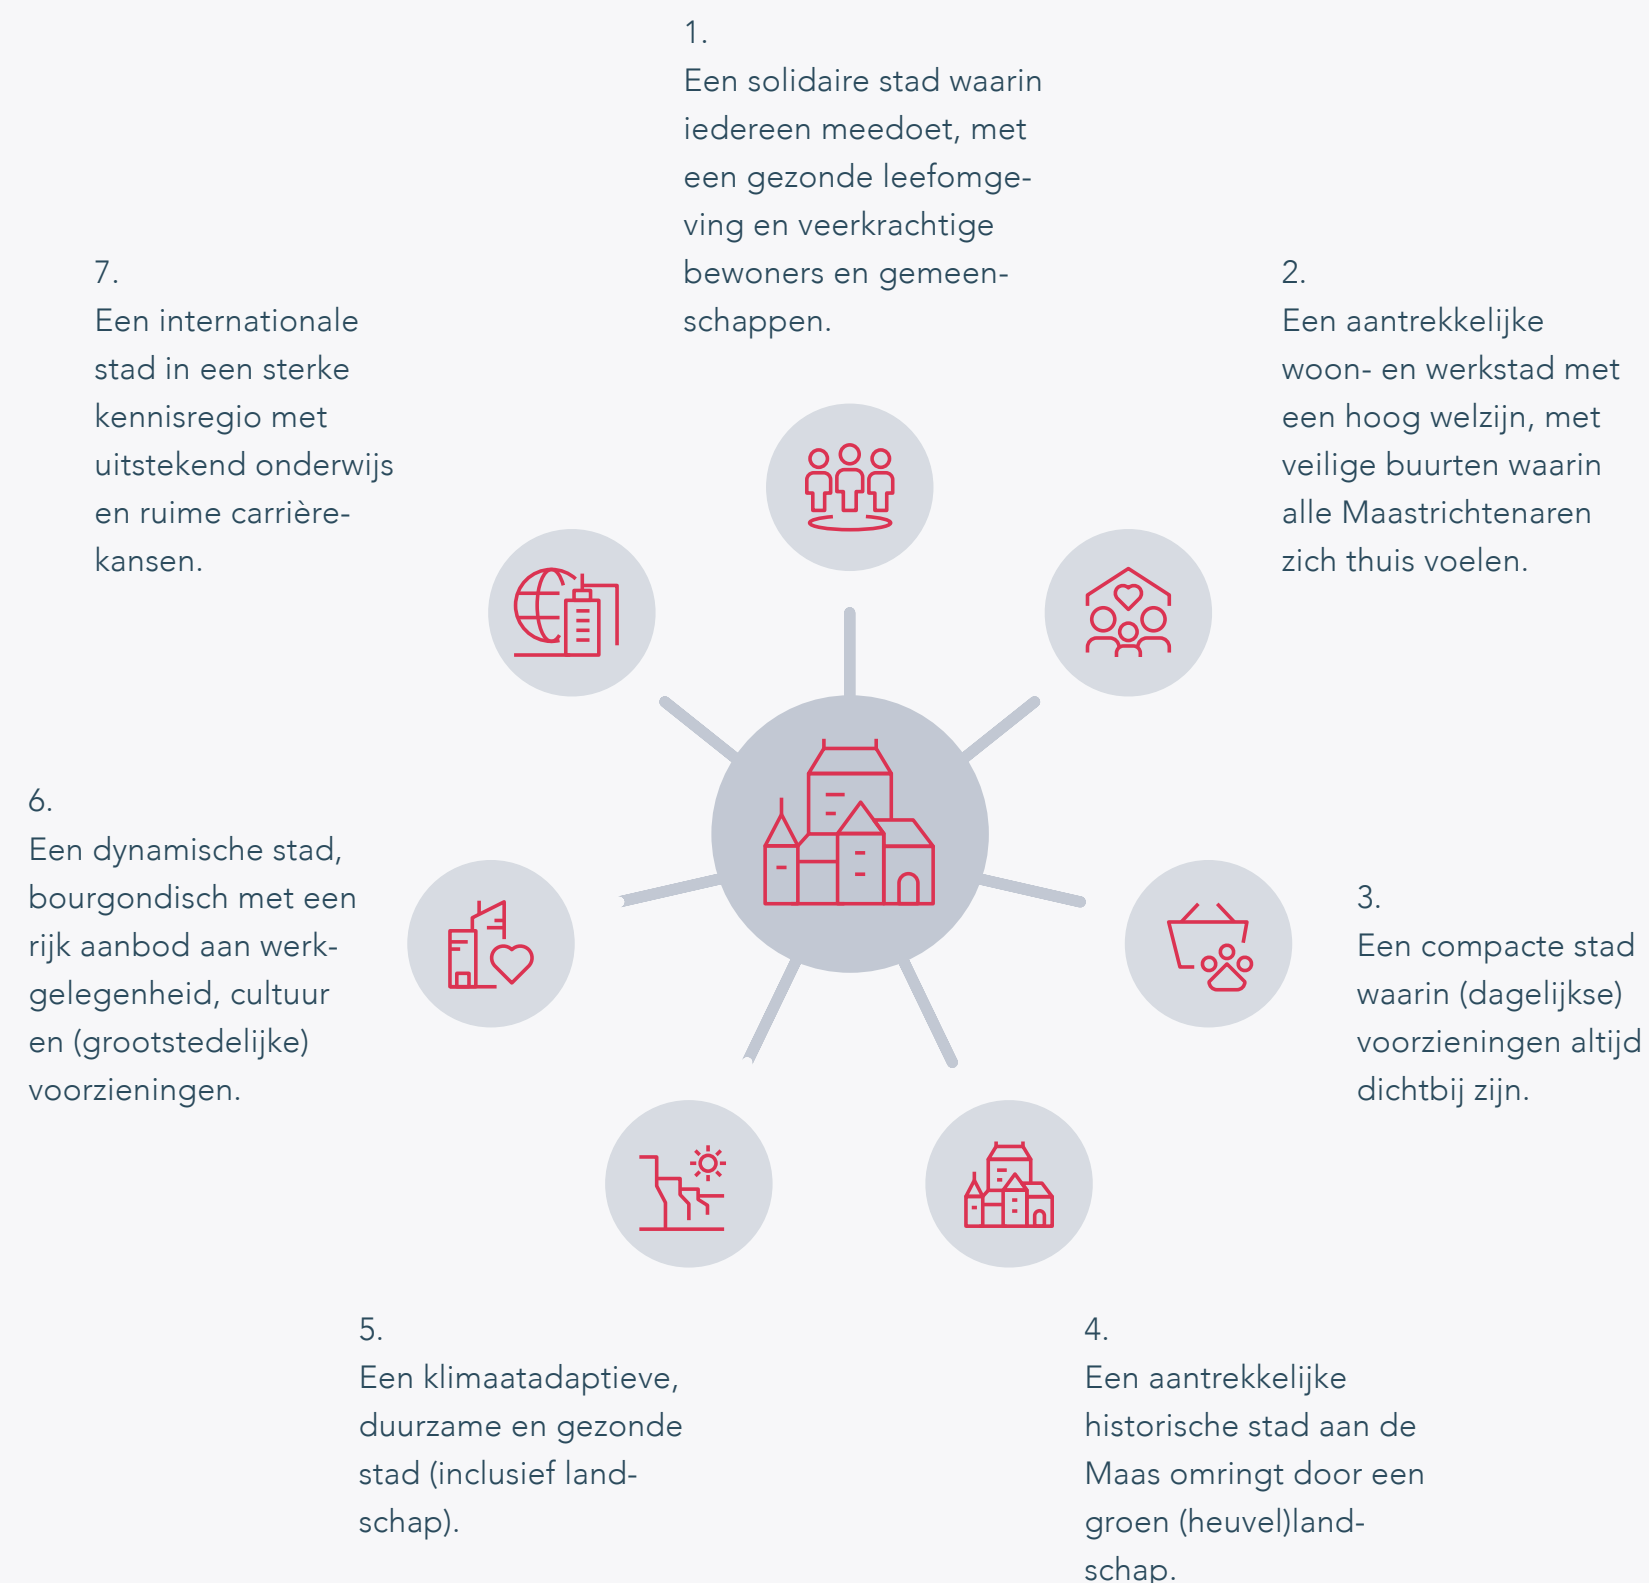 1.
Een solidaire stad waarin
iedereen meedoet, met
een gezonde leefomge-
ving en veerkrachtige
bewoners en gemeen-
schappen.
2.
Een aantrekkelijke
woon- en werkstad met
een hoog welzijn, met
veilige buurten waarin
alle Maastrichtenaren
zich thuis voelen.
3.
Een compacte stad
waarin (dagelijkse)
voorzieningen altijd
dichtbij zijn.
4.
Een aantrekkelijke
historische stad aan de
Maas omringt door een
groen (heuvel)land-
schap.
5.
Een klimaatadaptieve,
duurzame en gezonde
stad (inclusief land-
schap).
6.
Een dynamische stad,
bourgondisch met een
rijk aanbod aan werk-
gelegenheid, cultuur
en (grootstedelijke)
voorzieningen.
7.
Een internationale
stad in een sterke
kennisregio met
uitstekend onderwijs
en ruime carrière-
kansen.